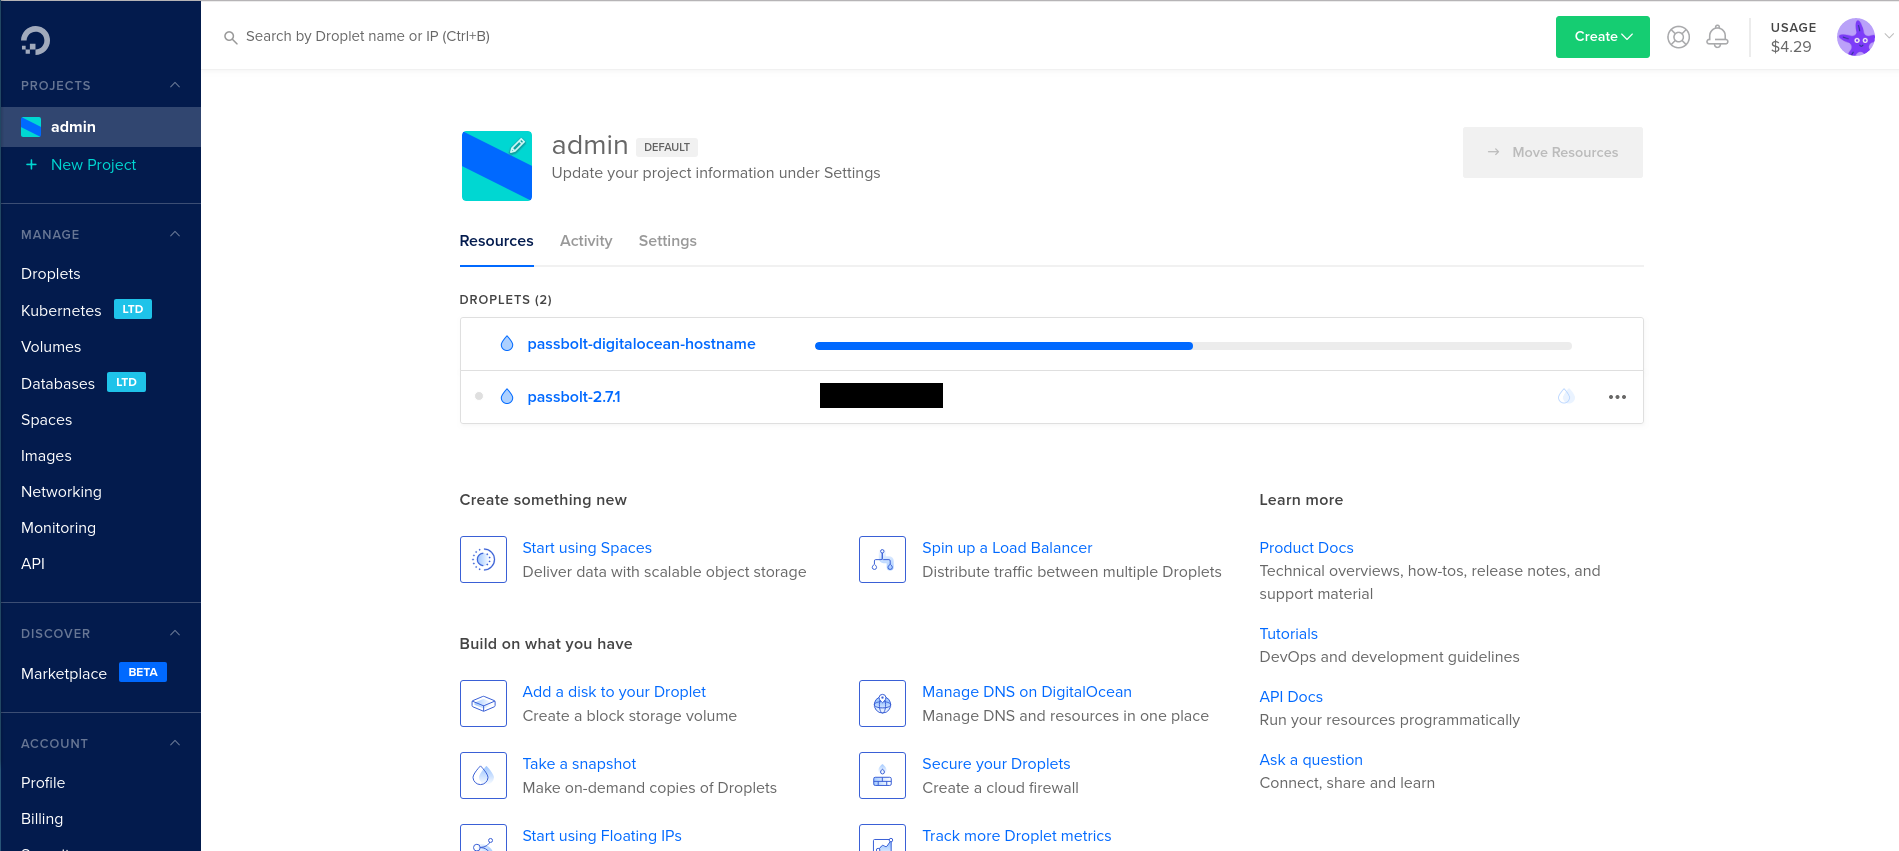 Search by Droplet name or IP (Ctrl+B)
Create
USAGE
$4.29
PROJECTS
admin
+ New Project
MANAGE
Droplets
Kubernetes LTD
Volumes
Databases LTD
Spaces
Images
Networking
Monitoring
API
DISCOVER
Marketplace BETA
ACCOUNT
Profile
Billing
admin DEFAULT
Update your project information under Settings
→ Move Resources
Resources Activity Settings
DROPLETS (2)
passbolt-digitalocean-hostname
passbolt-2.7.1
Create something new
Start using Spaces
Deliver data with scalable object storage
Spin up a Load Balancer
Distribute traffic between multiple Droplets
Build on what you have
Add a disk to your Droplet
Create a block storage volume
Manage DNS on DigitalOcean
Manage DNS and resources in one place
Take a snapshot
Make on-demand copies of Droplets
Secure your Droplets
Create a cloud firewall
Start using Floating IPs
Track more Droplet metrics
Learn more
Product Docs
Technical overviews, how-tos, release notes, and
support material
Tutorials
DevOps and development guidelines
API Docs
Run your resources programmatically
Ask a question
Connect, share and learn